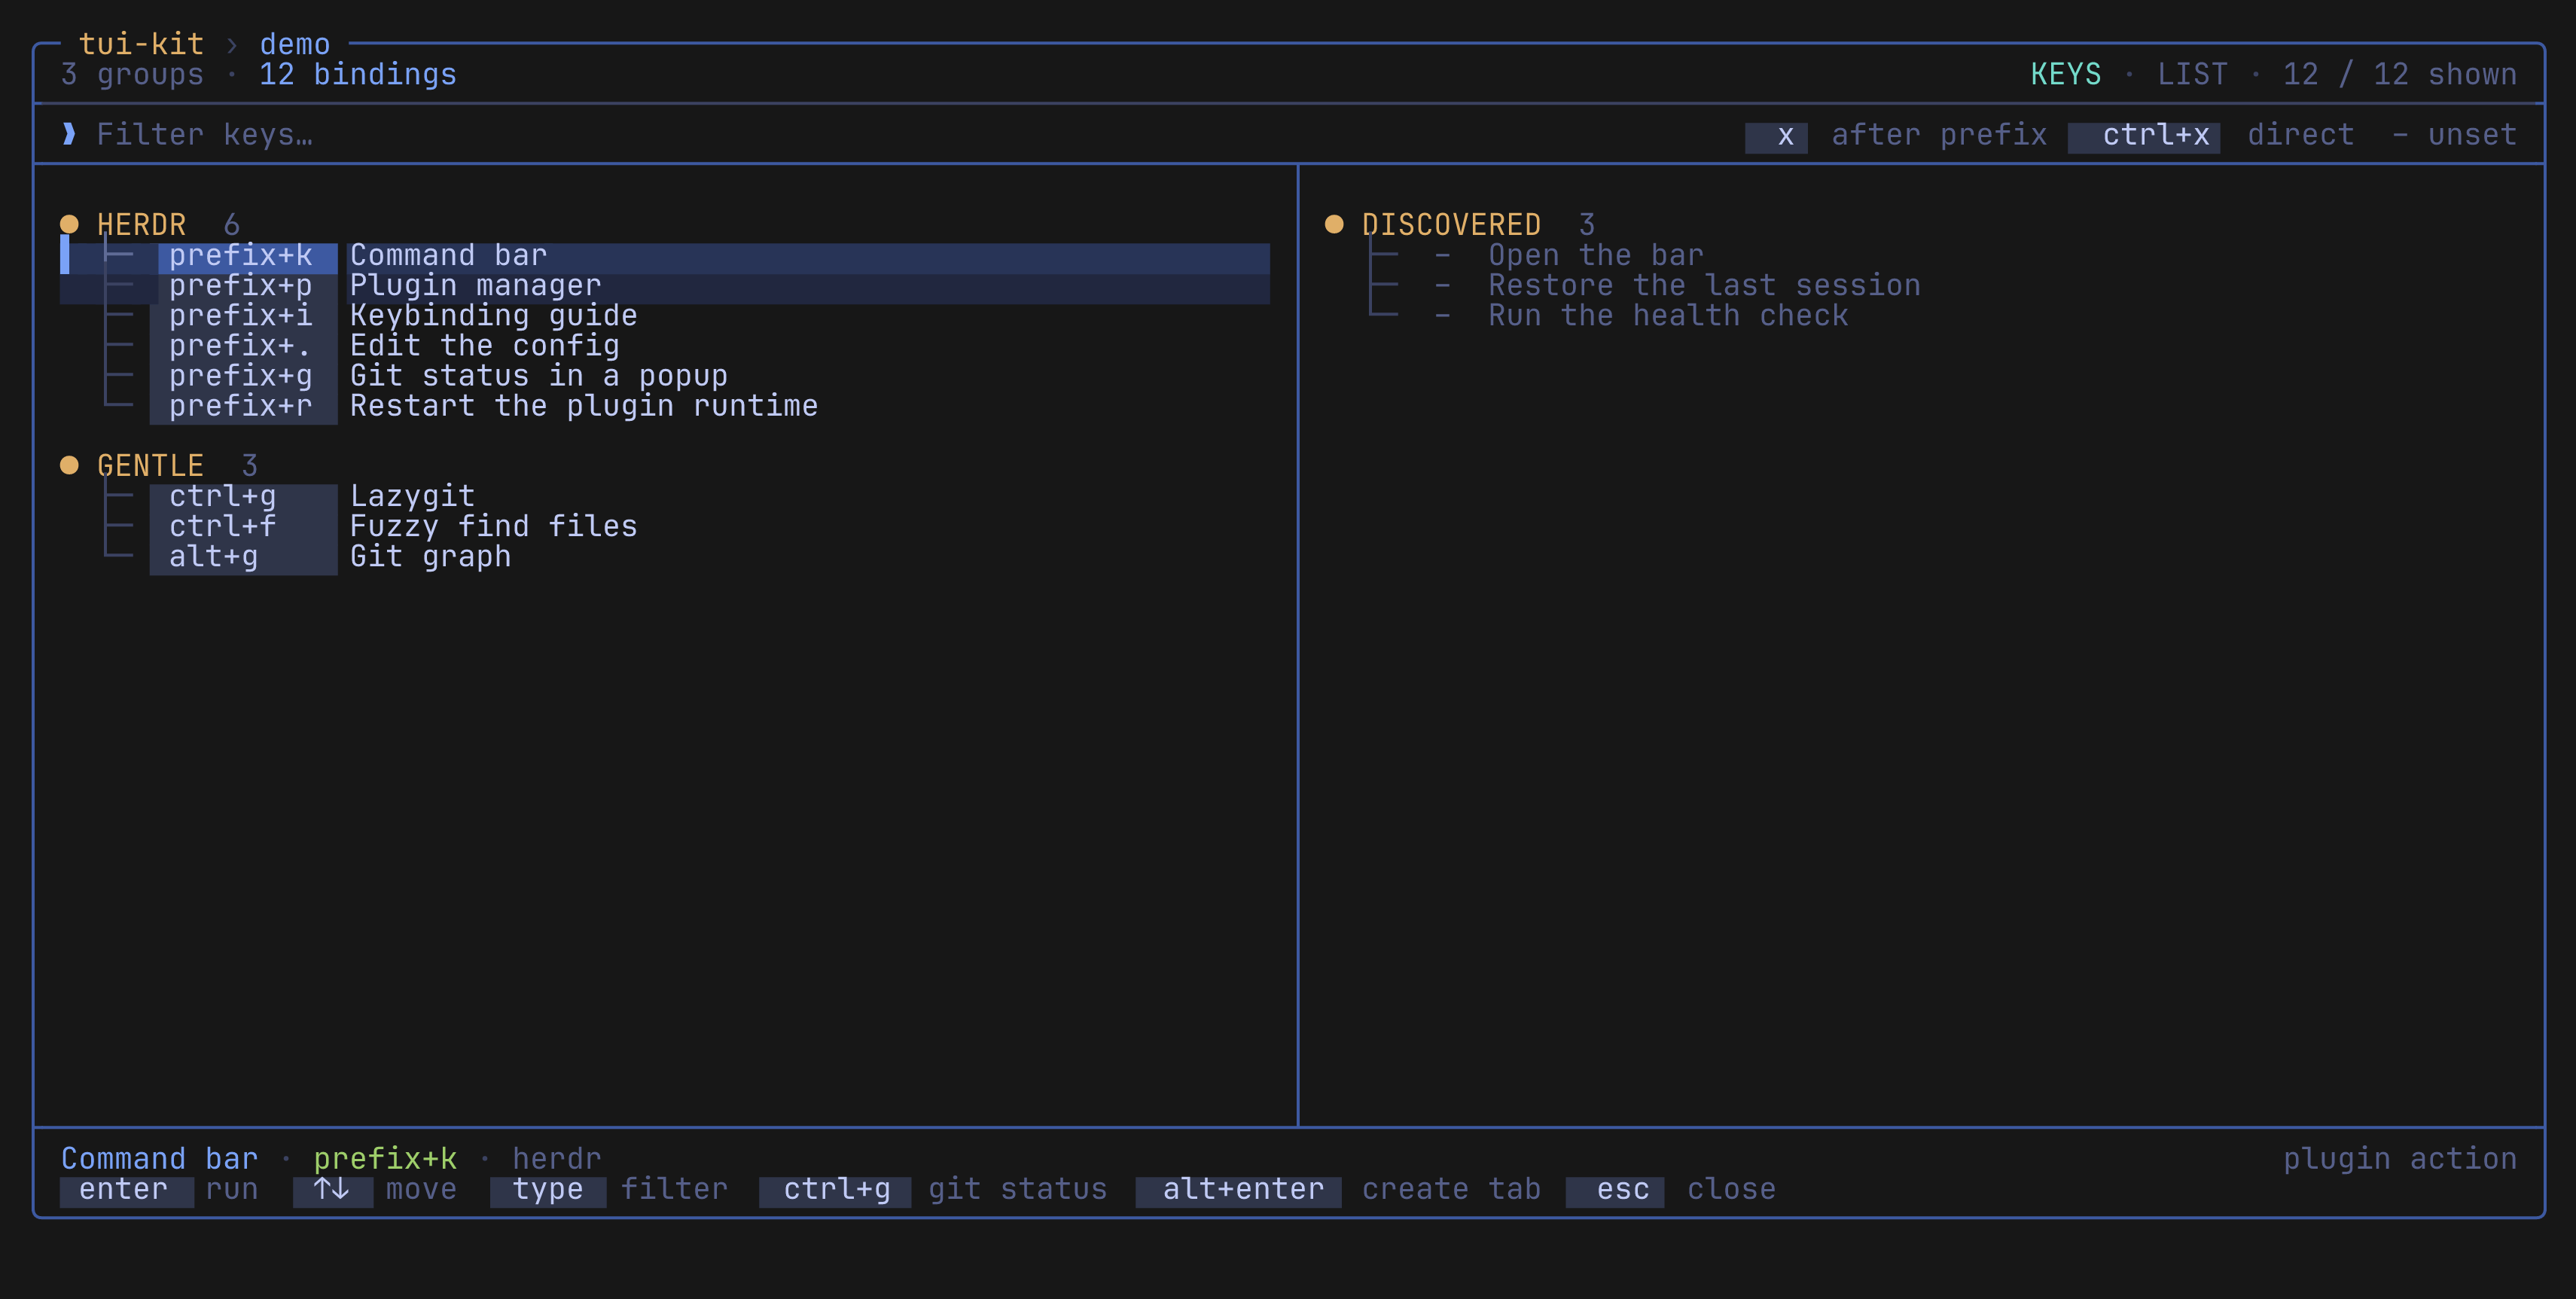 tui-kit › demo
3 groups · 12 bindings KEYS · LIST · 12 / 12 shown
❱ Filter keys… x after prefix ctrl+x direct – unset
● HERDR 6
prefix+k Command bar
prefix+p Plugin manager
prefix+i Keybinding guide
prefix+. Edit the config
prefix+g Git status in a popup
prefix+r Restart the plugin runtime
● GENTLE 3
ctrl+g Lazygit
ctrl+f Fuzzy find files
alt+g Git graph
● DISCOVERED 3
– Open the bar
– Restore the last session
– Run the health check
Command bar · prefix+k · herdr plugin action
enter run ↑↓ move type filter ctrl+g git status alt+enter create tab esc close